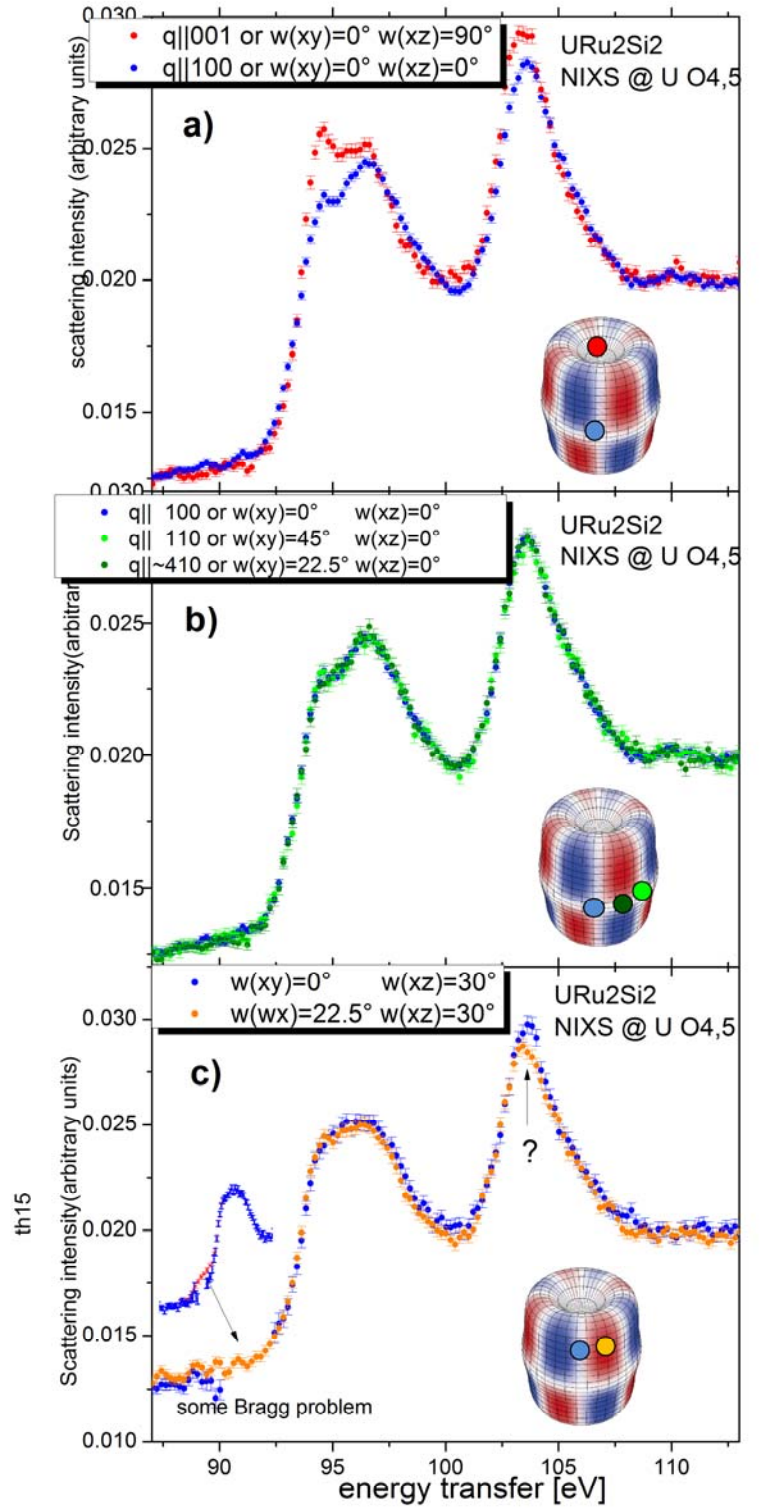 0.030
q||001 or w(xy)=0° w(xz)=90°
q||100 or w(xy)=0° w(xz)=0°
URu2Si2
NIXS @ U O4,5
a)
scattering intensity (arbitrary units)
0.025
0.020
0.015
0.030
q|| 100 or w(xy)=0° w(xz)=0°
q|| 110 or w(xy)=45° w(xz)=0°
q||~410 or w(xy)=22.5° w(xz)=0°
URu2Si2
NIXS @ U O4,5
b)
Scattering intensity(arbitrar
0.025
0.020
0.015
w(xy)=0° w(xz)=30°
w(wx)=22.5° w(xz)=30°
URu2Si2
NIXS @ U O4,5
c)
Scattering intensity(arbitrary units)
th15
0.030
0.025
0.020
0.015
0.010
?
some Bragg problem
90 95 100 105 110
energy transfer [eV]